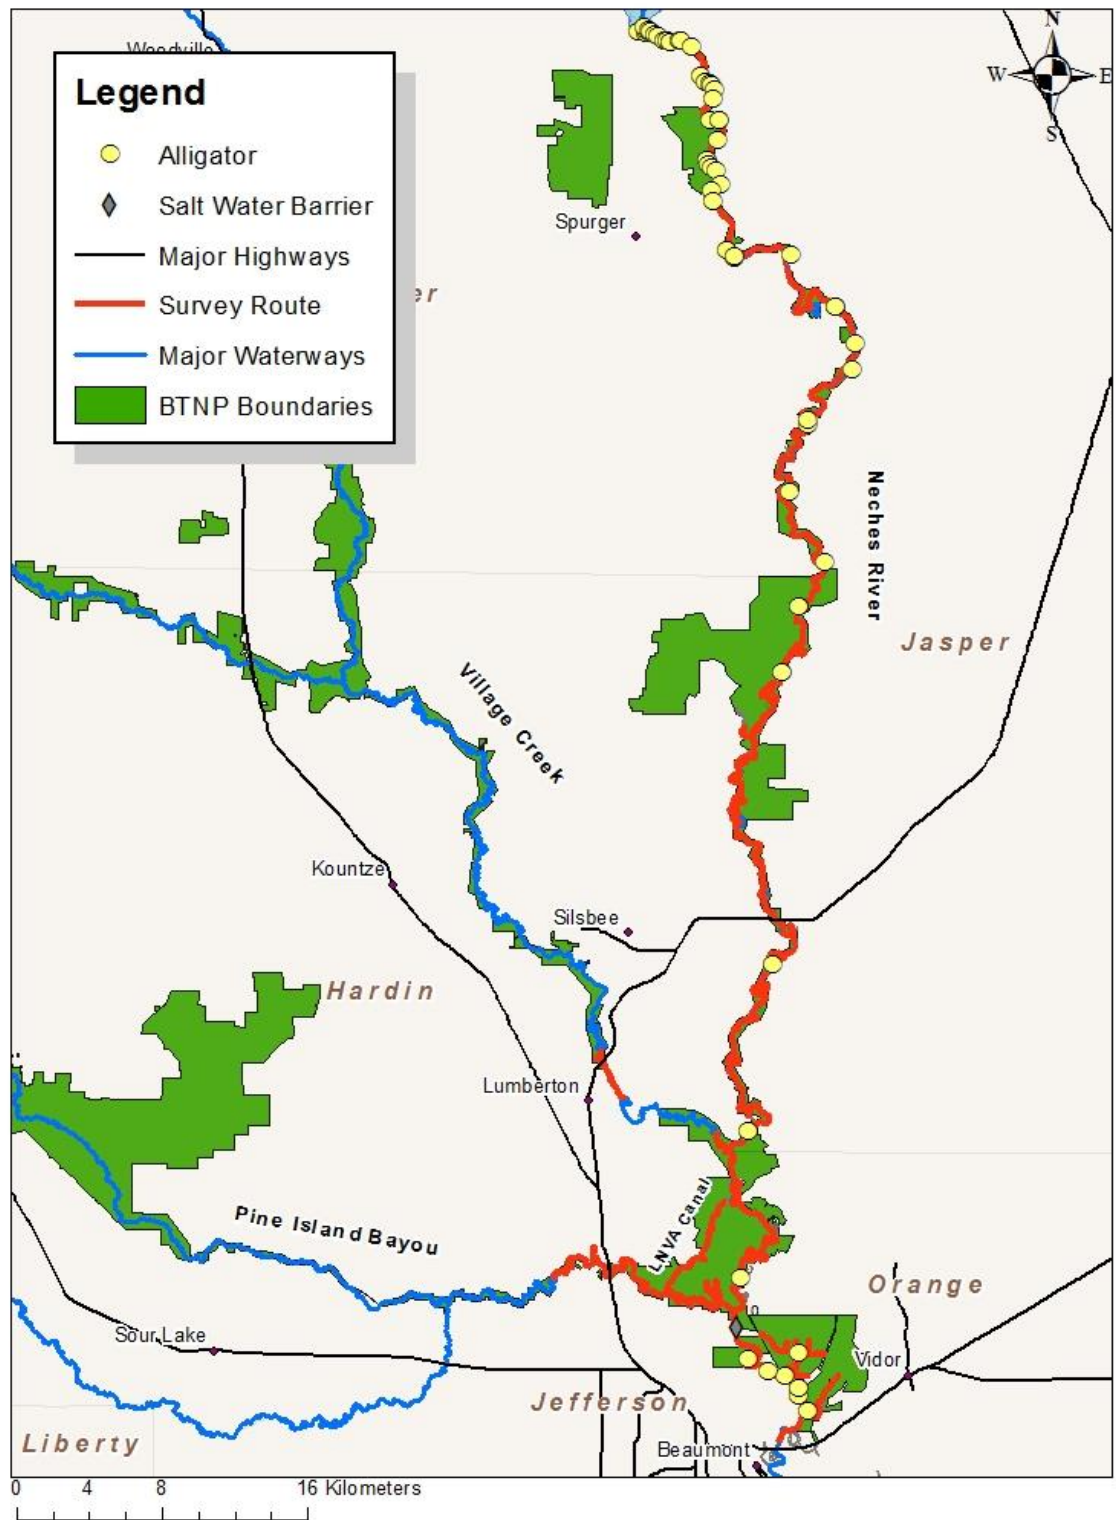 N
W
E
S
Woodville
Legend
Alligator
Salt Water Barrier
Major Highways
Survey Route
Major Waterways
BTNP Boundaries
Spurger
er
Neches River
Jasper
Village Creek
Kountze
Silsbee
Hardin
Lumberton
LNVA Canal
Pine Island Bayou
Orange
Sour Lake
Vidor
Jefferson
Liberty
Beaumont
0 4 8 16 Kilometers